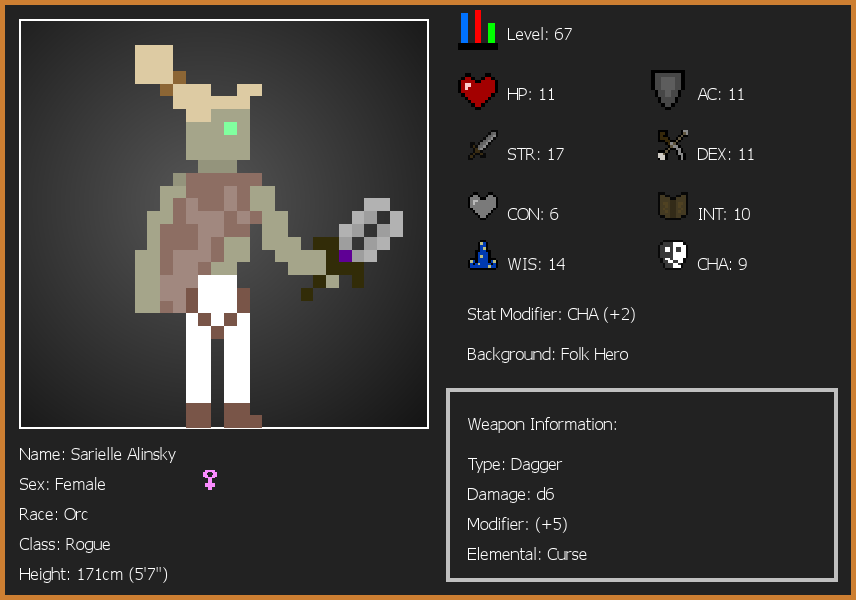 Level: 67
HP: 11
AC: 11
STR: 17
DEX: 11
CON: 6
INT: 10
WIS: 14
CHA: 9
Stat Modifier: CHA (+2)
Background: Folk Hero
Weapon Information:
Type: Dagger
Damage: d6
Modifier: (+5)
Elemental: Curse
Name: Sarielle Alinsky
Sex: Female
Race: Orc
Class: Rogue
Height: 171cm (5'7")